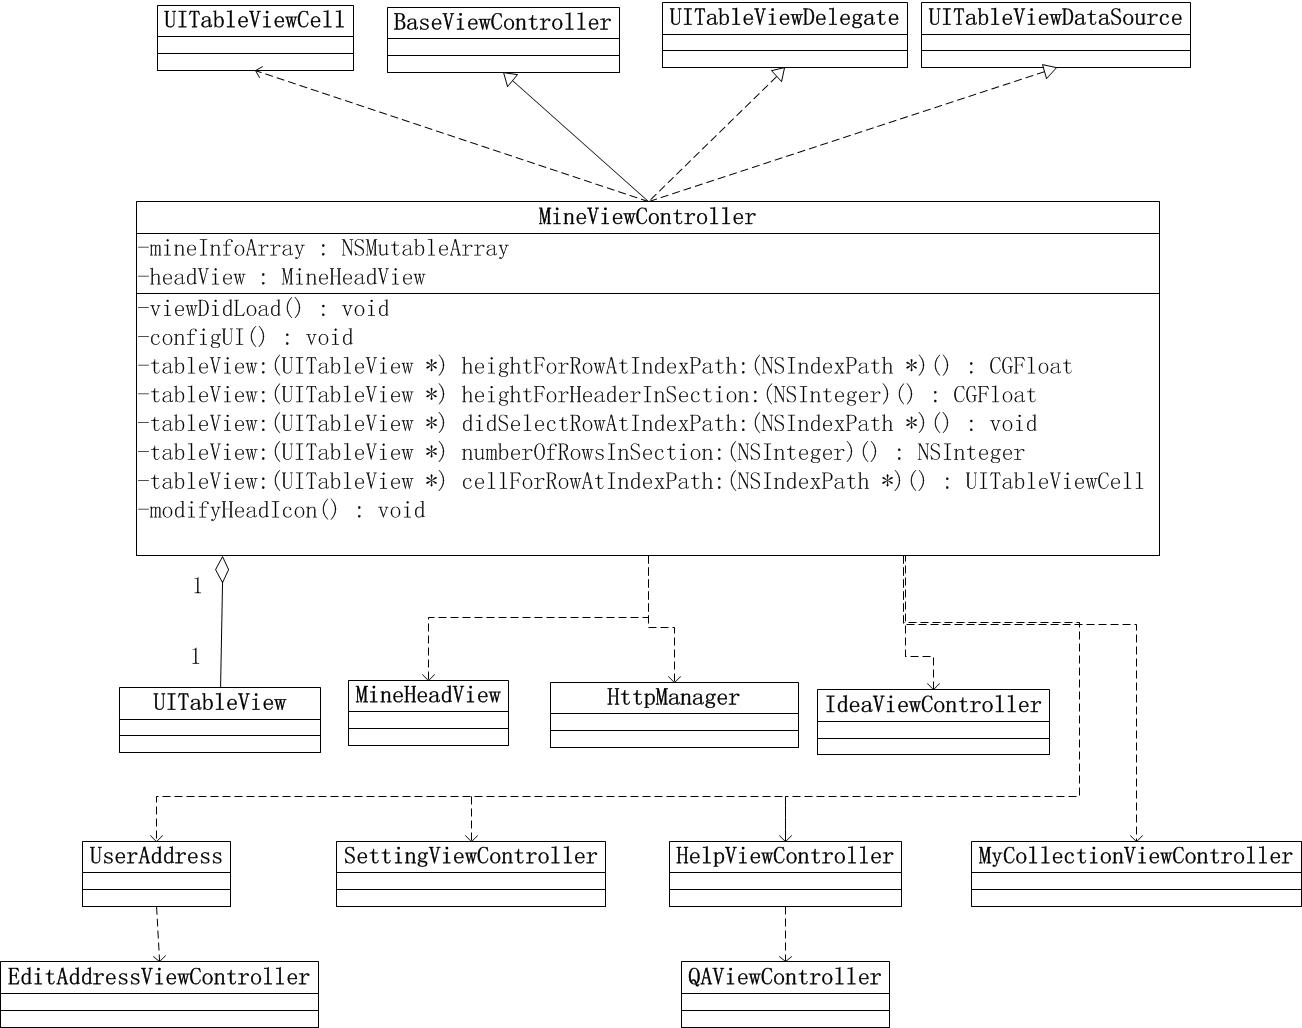 UITableViewCell
BaseViewController
UITableViewDelegate
UITableViewDataSource
MineViewController
-mineInfoArray : NSMutableArray
-headView : MineHeadView
-viewDidLoad() : void
-configUI() : void
-tableView:(UITableView *) heightForRowAtIndexPath:(NSIndexPath *)() : CGFloat
-tableView:(UITableView *) heightForHeaderInSection:(NSInteger)() : CGFloat
-tableView:(UITableView *) didSelectRowAtIndexPath:(NSIndexPath *)() : void
-tableView:(UITableView *) numberOfRowsInSection:(NSInteger)() : NSInteger
-tableView:(UITableView *) cellForRowAtIndexPath:(NSIndexPath *)() : UITableViewCell
-modifyHeadIcon() : void
1
1
UITableView
MineHeadView
HttpManager
IdeaViewController
UserAddress
SettingViewController
HelpViewController
MyCollectionViewController
EditAddressViewController
QAViewController